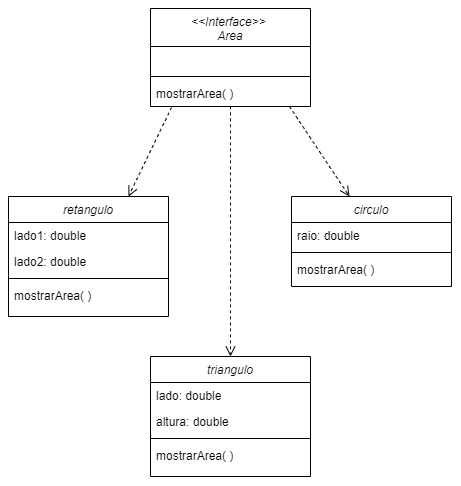 <<Interface>>
Area
mostrarArea( )
retangulo
lado1: double
lado2: double
mostrarArea( )
circulo
raio: double
mostrarArea( )
triangulo
lado: double
altura: double
mostrarArea( )